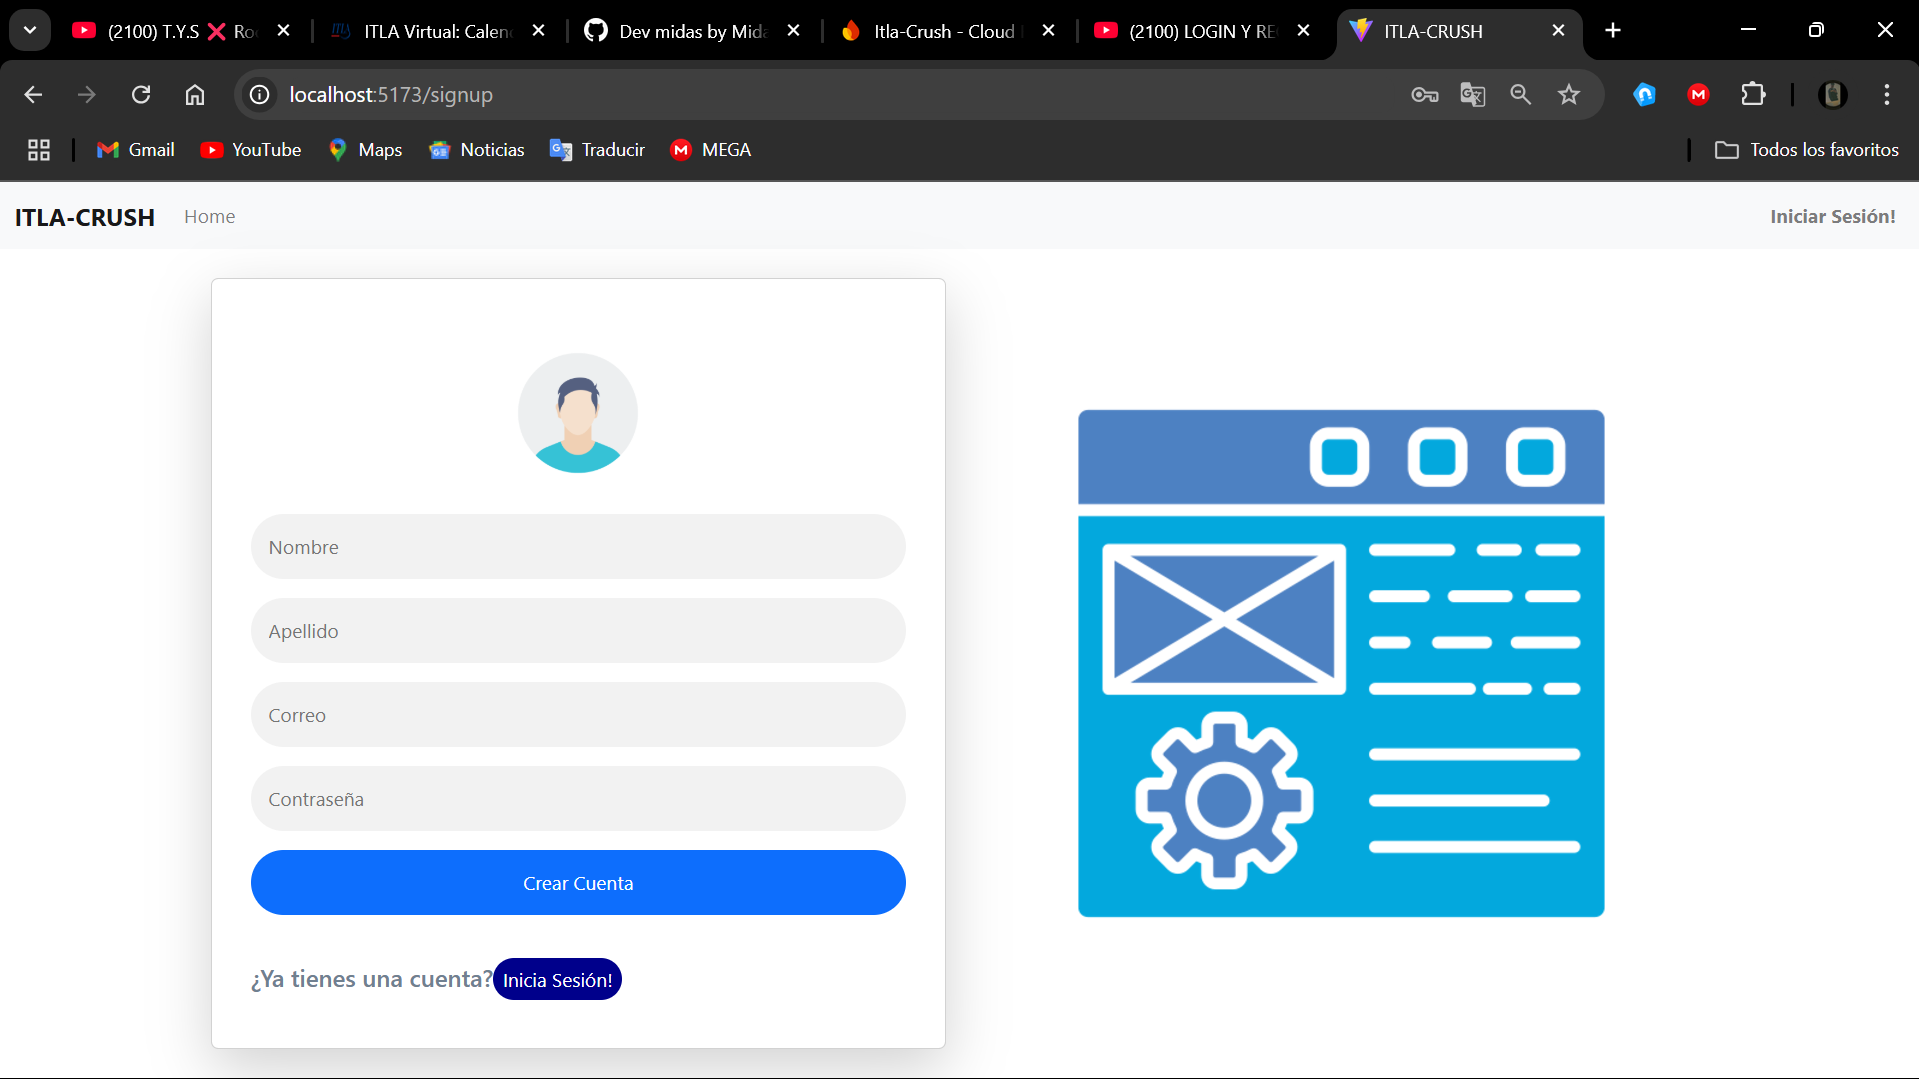 (2100) T.Y.S ❌ Ro
ITLA Virtual: Calen
Dev midas by Mida
Itla-Crush - Cloud
(2100) LOGIN Y RE
ITLA-CRUSH
localhost:5173/signup
Gmail
YouTube
Maps
Noticias
Traducir
MEGA
Todos los favoritos
ITLA-CRUSH
Home
Iniciar Sesión!
Nombre
Apellido
Correo
Contraseña
Crear Cuenta
¿Ya tienes una cuenta? Inicia Sesión!